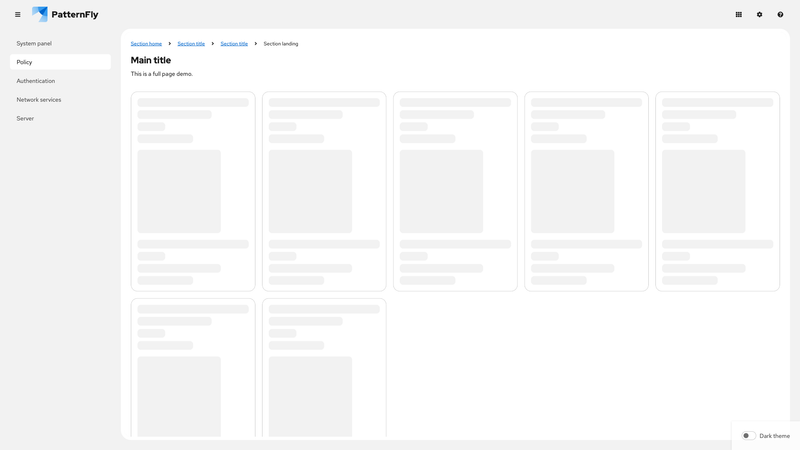 PatternFly
System panel
Policy
Authentication
Network services
Server
Section home > Section title > Section title > Section landing
Main title
This is a full page demo.
Dark theme